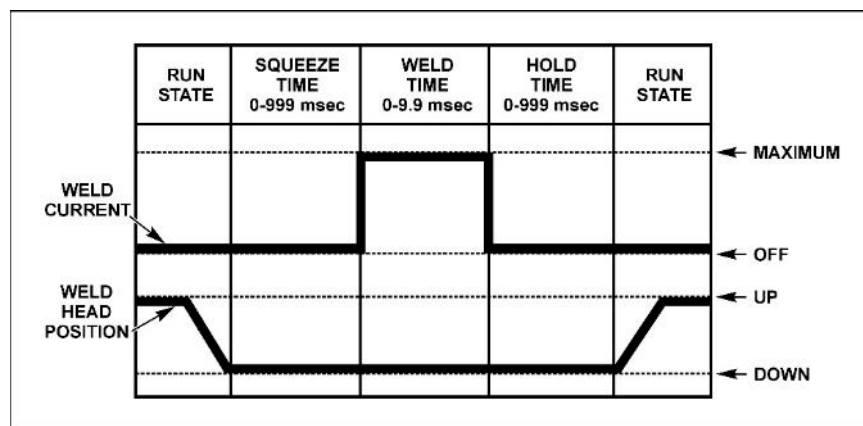 RUN
STATE
SQUEEZE
TIME
0-999 msec
WELD
TIME
0-9.9 msec
HOLD
TIME
0-999 msec
RUN
STATE
MAXIMUM
WELD
CURRENT
OFF
UP
WELD
HEAD
POSITION
DOWN